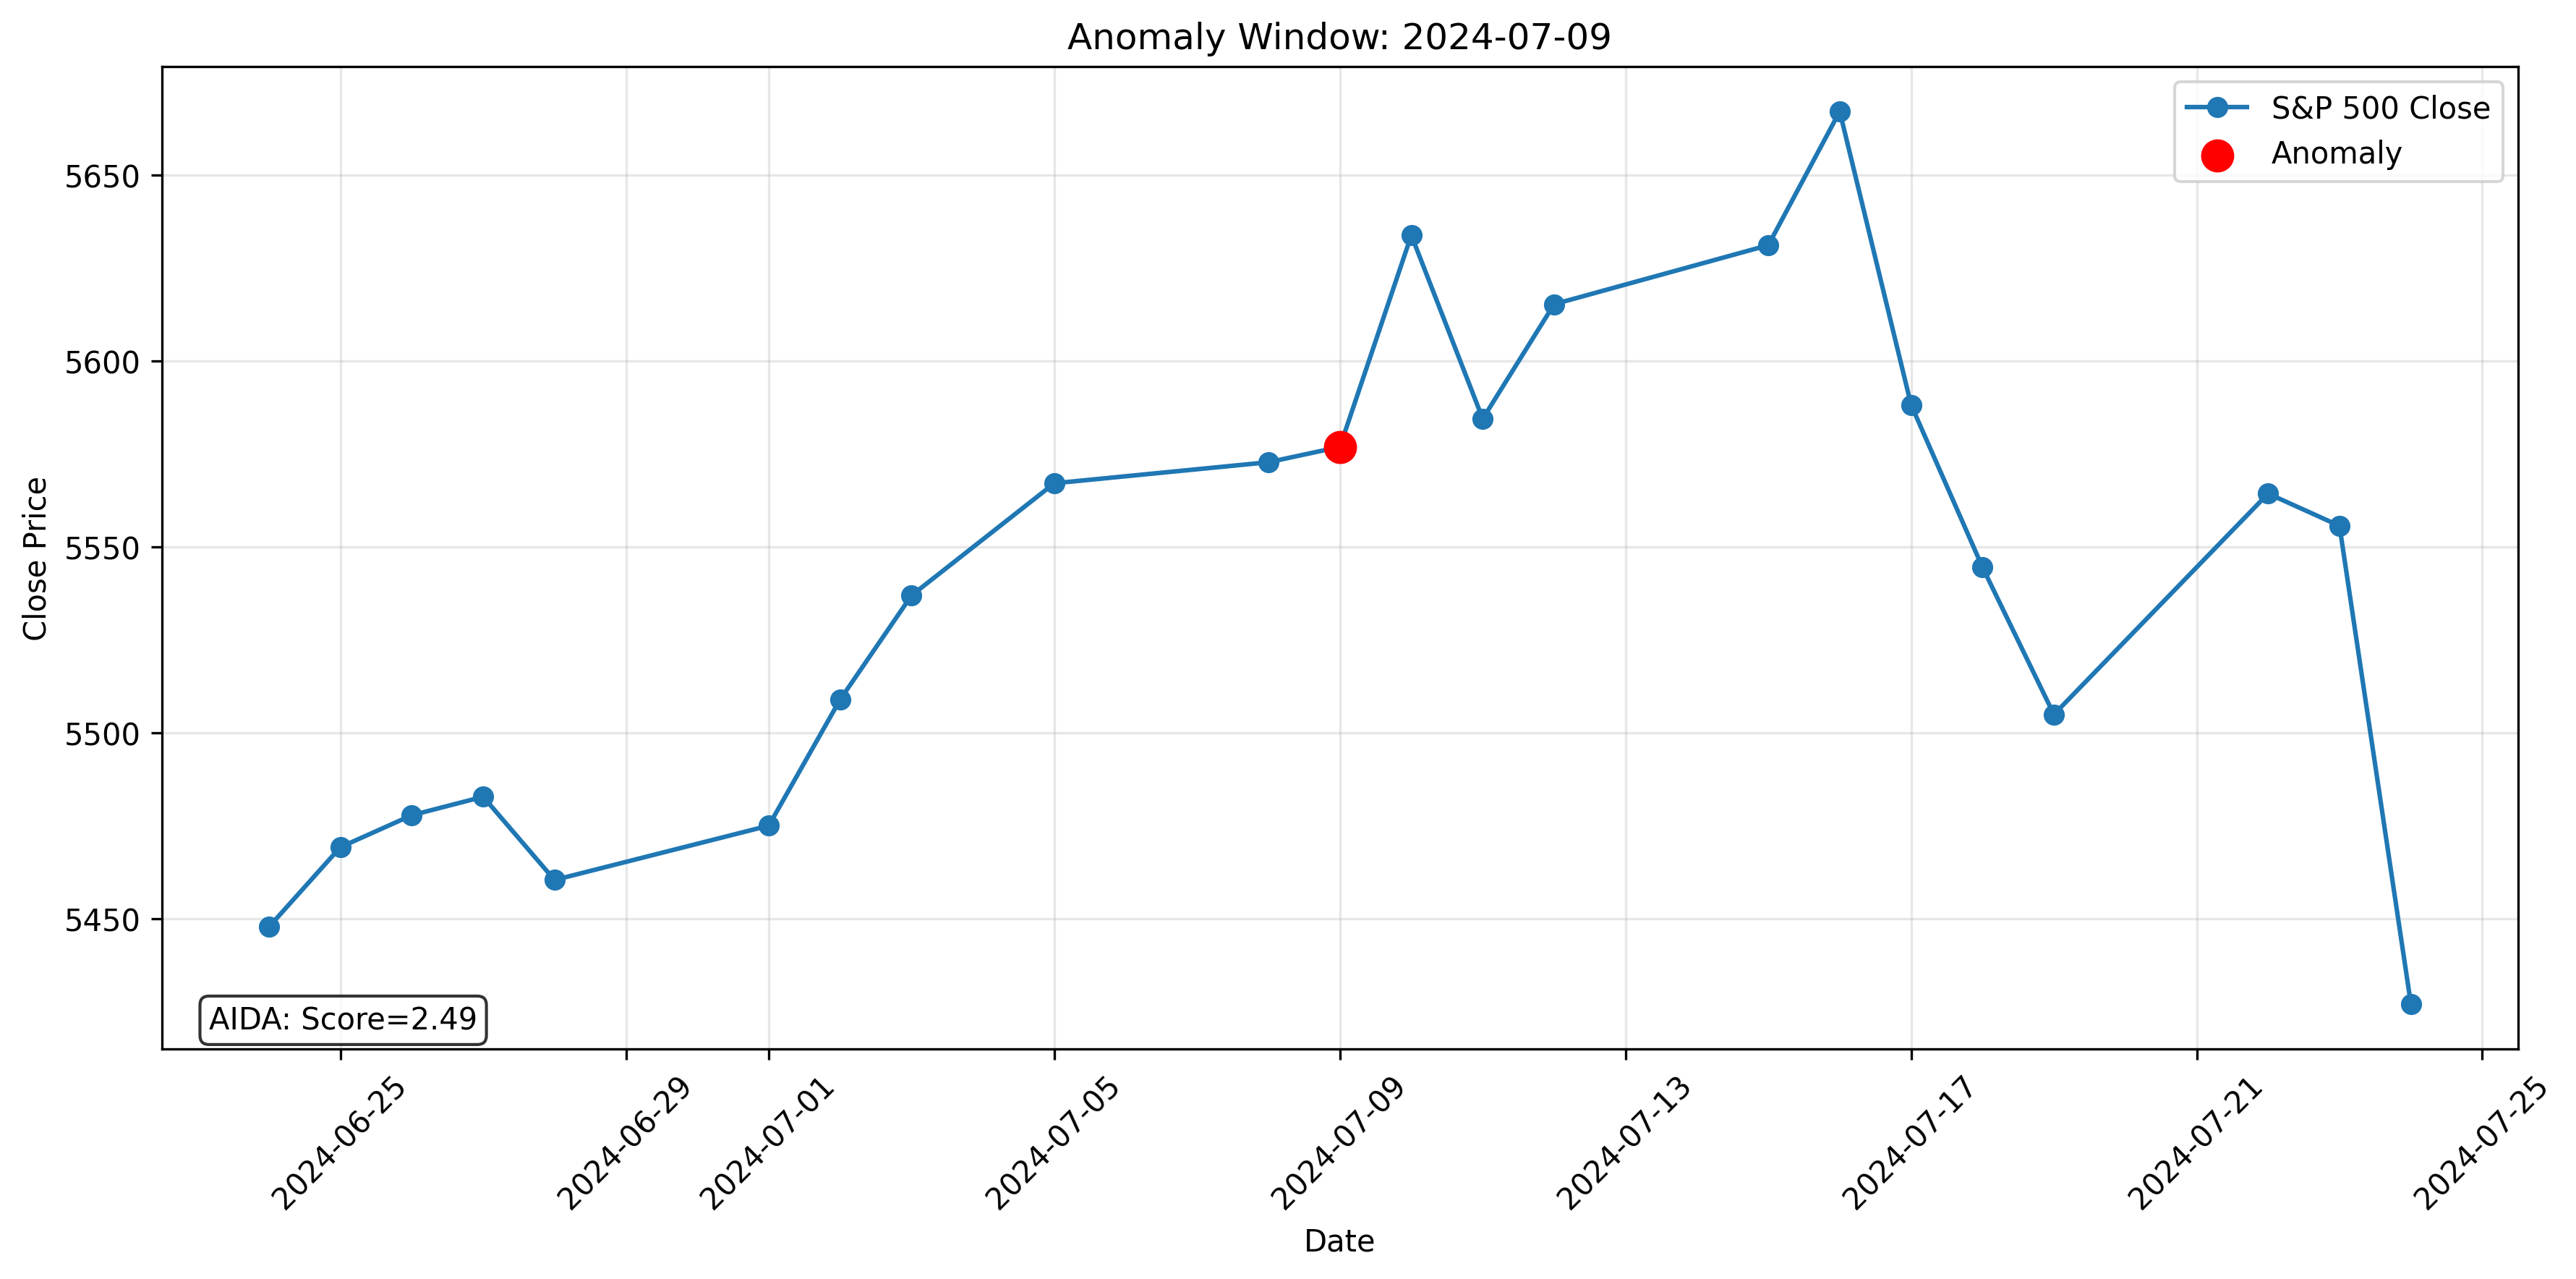 Anomaly Window: 2024-07-09
S&P 500 Close
Anomaly
Close Price
5650
5600
5550
5500
5450
AIDA: Score=2.49
2024-06-25
2024-06-29
2024-07-01
2024-07-05
2024-07-09
2024-07-13
2024-07-17
2024-07-21
2024-07-25
Date